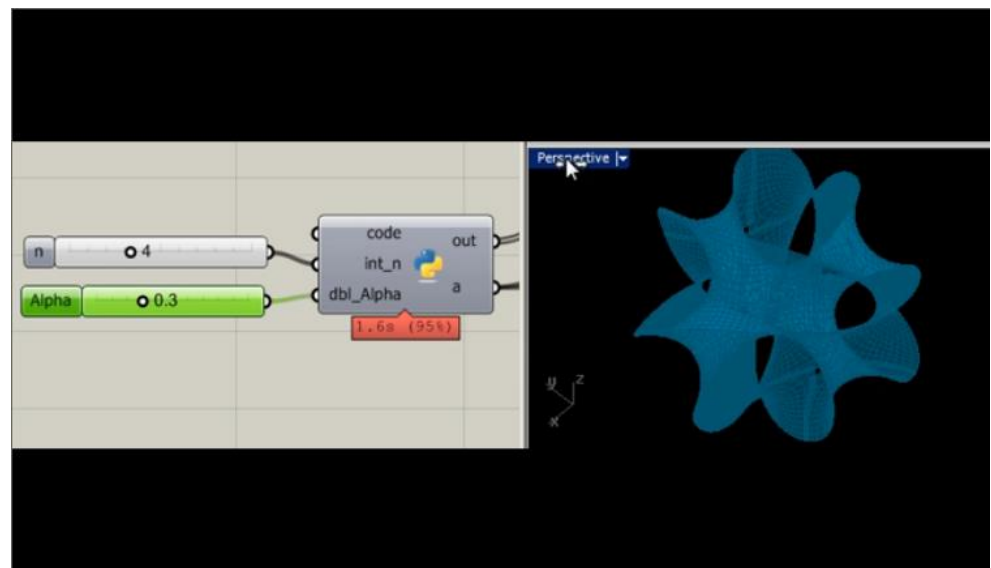 n 4
Alpha 0.3
code
int_n
dbl_Alpha
out
a
1.6s (95%)
Perspective
z
y
x